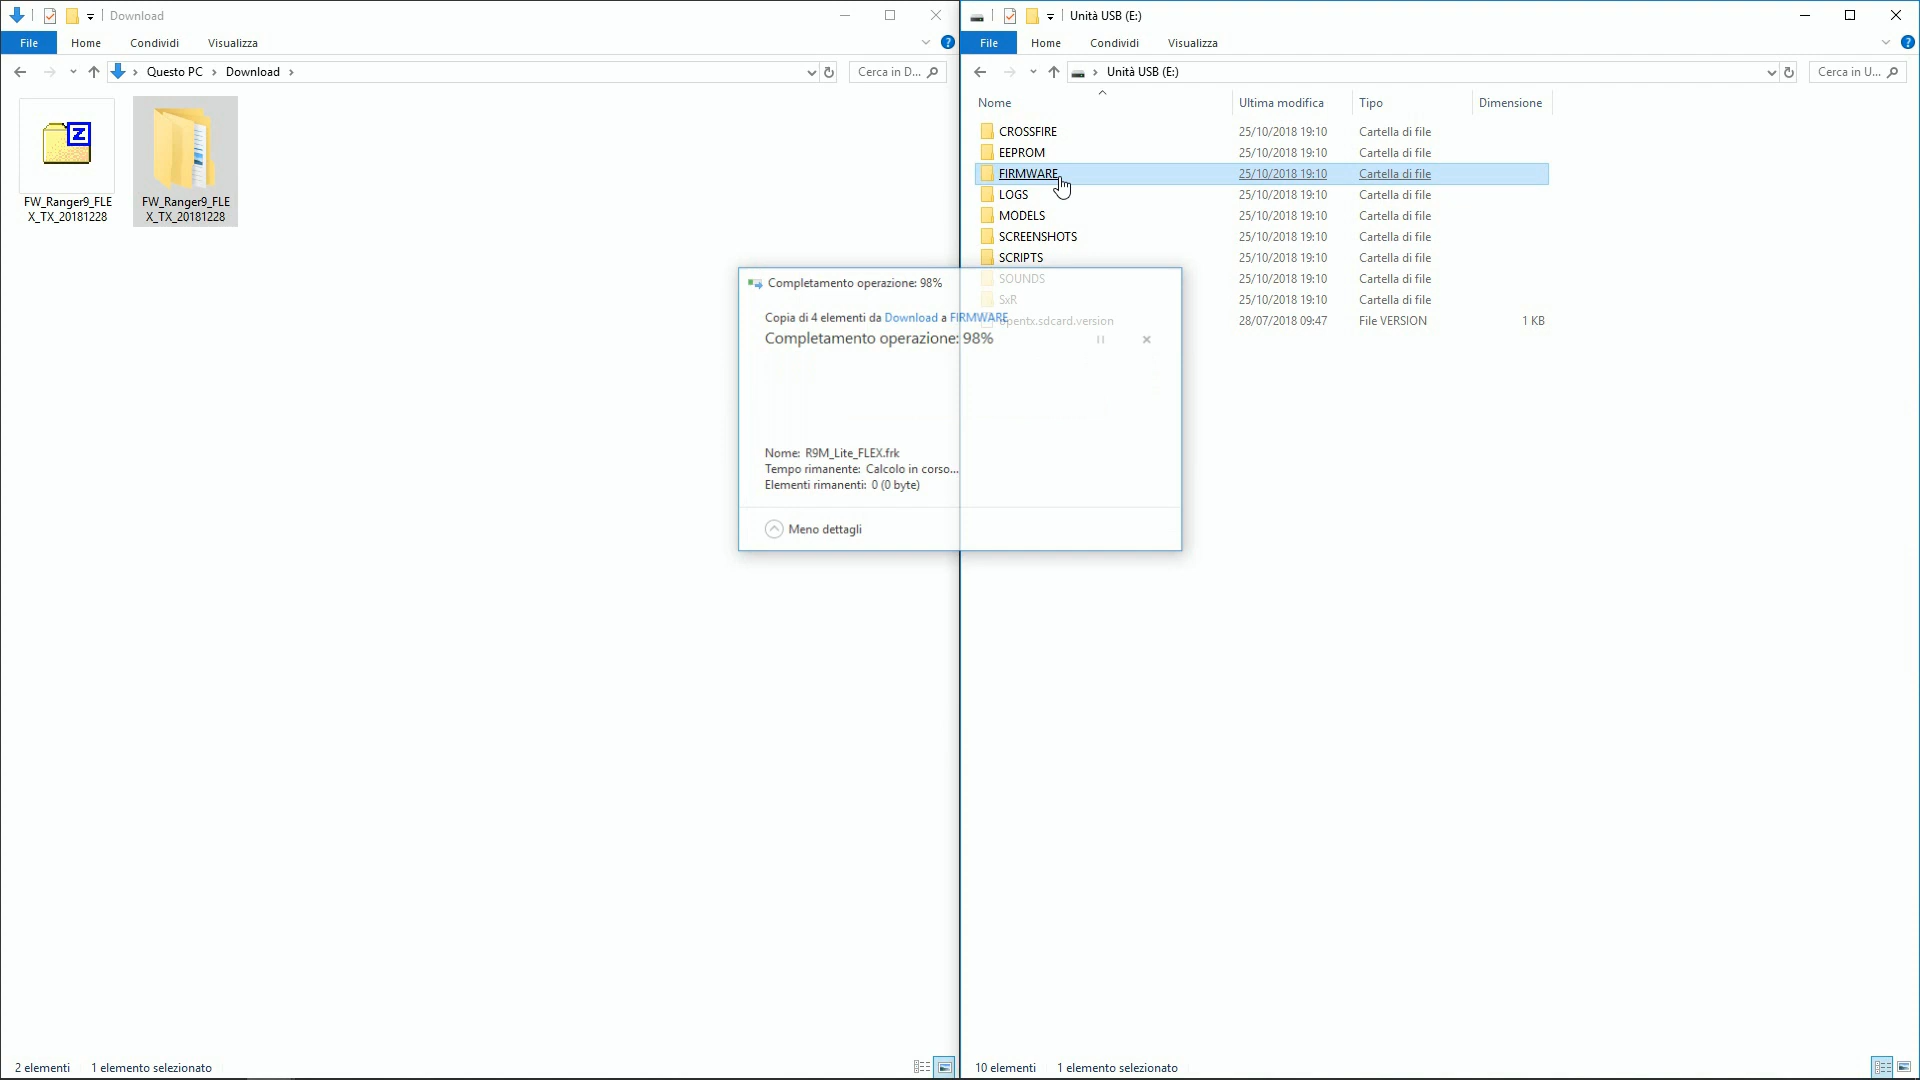 Download
File Home Condividi Visualizza
Questo PC Download
Cerca in D...
FW_Ranger9_FLE
X_TX_20181228
FW_Ranger9_FLE
X_TX_20181228
2 elementi 1 elemento selezionato
Unità USB (E:)
File Home Condividi Visualizza
Unità USB (E:)
Cerca in U...
Nome Ultima modifica Tipo Dimensione
CROSSFIRE 25/10/2018 19:10 Cartella di file
EEPROM 25/10/2018 19:10 Cartella di file
FIRMWARE 25/10/2018 19:10 Cartella di file
LOGS 25/10/2018 19:10 Cartella di file
MODELS 25/10/2018 19:10 Cartella di file
SCREENSHOTS 25/10/2018 19:10 Cartella di file
SCRIPTS 25/10/2018 19:10 Cartella di file
SOUNDS 25/10/2018 19:10 Cartella di file
SxR 25/10/2018 19:10 Cartella di file
opentx.sdcard.version 28/07/2018 09:47 File VERSION 1 KB
Completamento operazione: 98%
Copia di 4 elementi da Download a FIRMWARE
Completamento operazione: 98%
Nome: R9M_Lite_FLEX.frk
Tempo rimanente: Calcolo in corso...
Elementi rimanenti: 0 (0 byte)
Meno dettagli
10 elementi 1 elemento selezionato